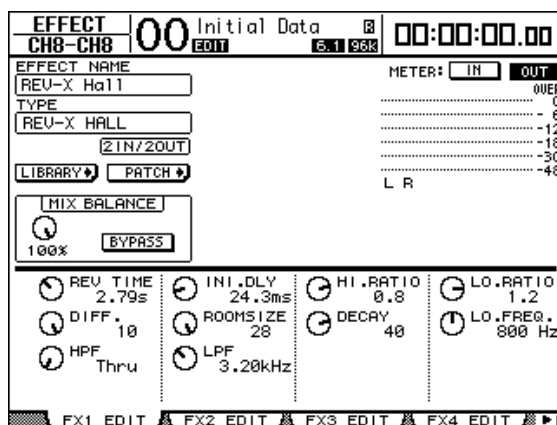 EFFECT
CH8-CH8
00 Initial Data R
EDIT 6.1 96k
00:00:00.00
EFFECT NAME
REV-X Hall
TYPE
REV-X HALL
2IN/2OUT
LIBRARY PATCH
METER: IN OUT
OVER
0
- 6
-12
-18
-30
-48
L R
MIX BALANCE
100% BYPASS
REV TIME 2.79s
INI.DLY 24.3ms
HI.RATIO 0.8
LO.RATIO 1.2
DIFF. 10
ROOMSIZE 28
DECAY 40
LO.FREQ. 800 Hz
HPF Thru
LPF 3.20kHz
FX1 EDIT FX2 EDIT FX3 EDIT FX4 EDIT